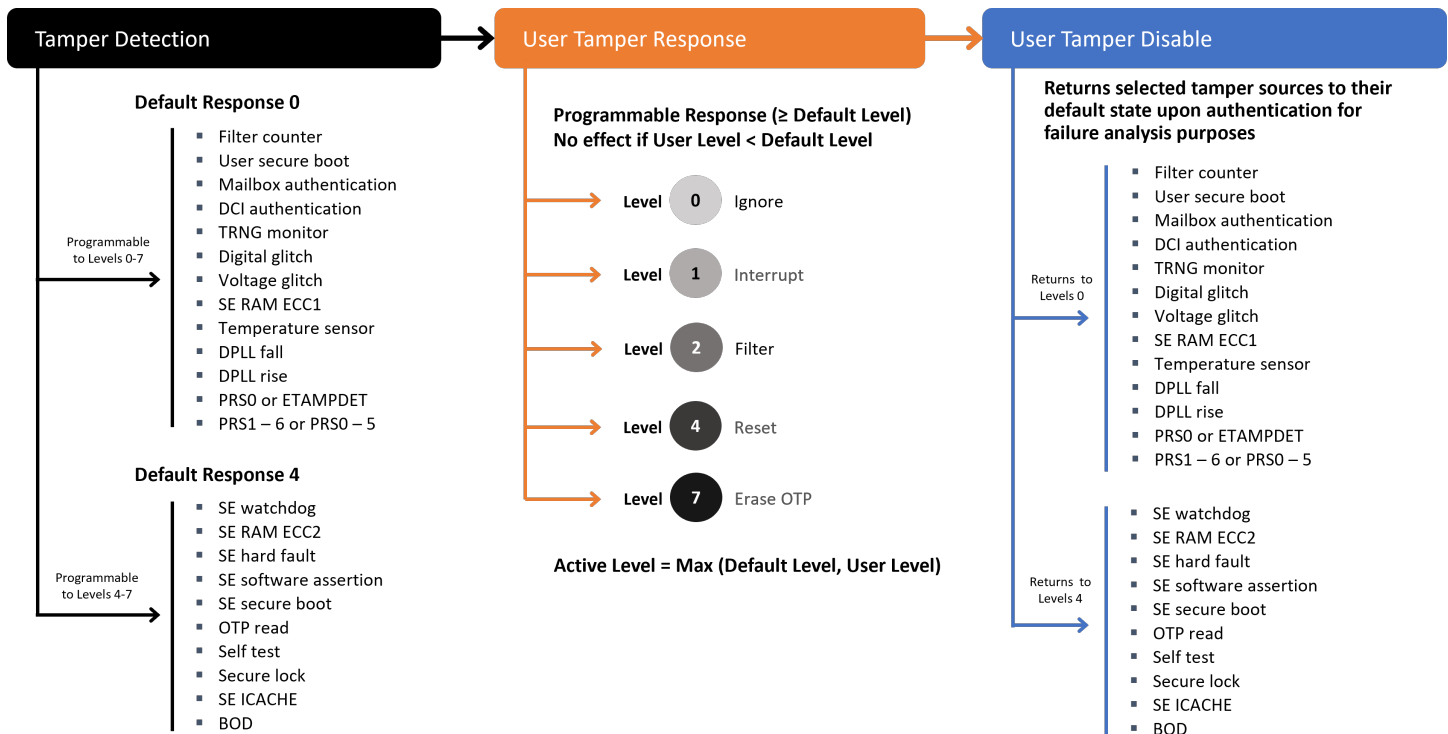 Tamper Detection
Default Response 0
Programmable
to Levels 0-7
▪ Filter counter
▪ User secure boot
▪ Mailbox authentication
▪ DCI authentication
▪ TRNG monitor
▪ Digital glitch
▪ Voltage glitch
▪ SE RAM ECC1
▪ Temperature sensor
▪ DPLL fall
▪ DPLL rise
▪ PRS0 or ETAMPDET
▪ PRS1 – 6 or PRS0 – 5
Default Response 4
Programmable
to Levels 4-7
▪ SE watchdog
▪ SE RAM ECC2
▪ SE hard fault
▪ SE software assertion
▪ SE secure boot
▪ OTP read
▪ Self test
▪ Secure lock
▪ SE ICACHE
▪ BOD
User Tamper Response
Programmable Response (≥ Default Level)
No effect if User Level < Default Level
Level 0 Ignore
Level 1 Interrupt
Level 2 Filter
Level 4 Reset
Level 7 Erase OTP
Active Level = Max (Default Level, User Level)
User Tamper Disable
Returns selected tamper sources to their
default state upon authentication for
failure analysis purposes
Returns to
Levels 0
▪ Filter counter
▪ User secure boot
▪ Mailbox authentication
▪ DCI authentication
▪ TRNG monitor
▪ Digital glitch
▪ Voltage glitch
▪ SE RAM ECC1
▪ Temperature sensor
▪ DPLL fall
▪ DPLL rise
▪ PRS0 or ETAMPDET
▪ PRS1 – 6 or PRS0 – 5
Returns to
Levels 4
▪ SE watchdog
▪ SE RAM ECC2
▪ SE hard fault
▪ SE software assertion
▪ SE secure boot
▪ OTP read
▪ Self test
▪ Secure lock
▪ SE ICACHE
▪ BOD